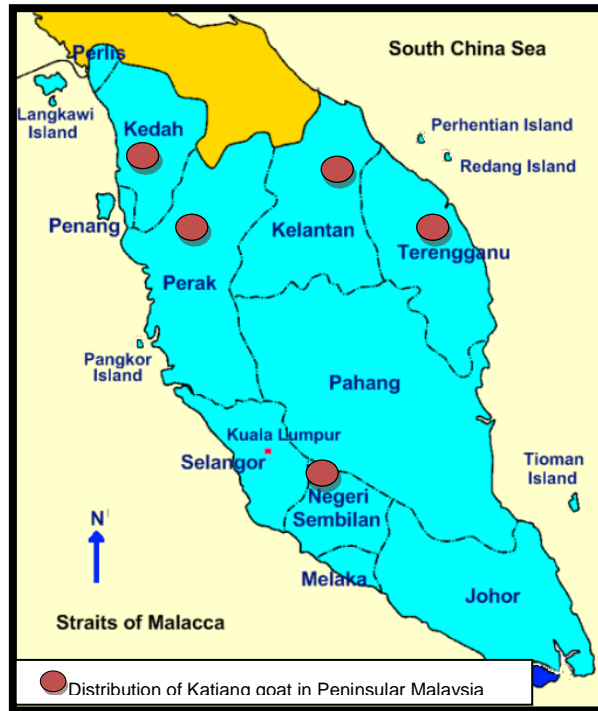 Perlis
South China Sea
Langkawi
Island
Kedah
Perhentian Island
Redang Island
Penang
Kelantan
Terengganu
Perak
Pangkor
Island
Pahang
Kuala Lumpur
Selangor
Tioman
Island
Negeri
Sembilan
N
Melaka
Johor
Straits of Malacca
Distribution of Katjang goat in Peninsular Malaysia